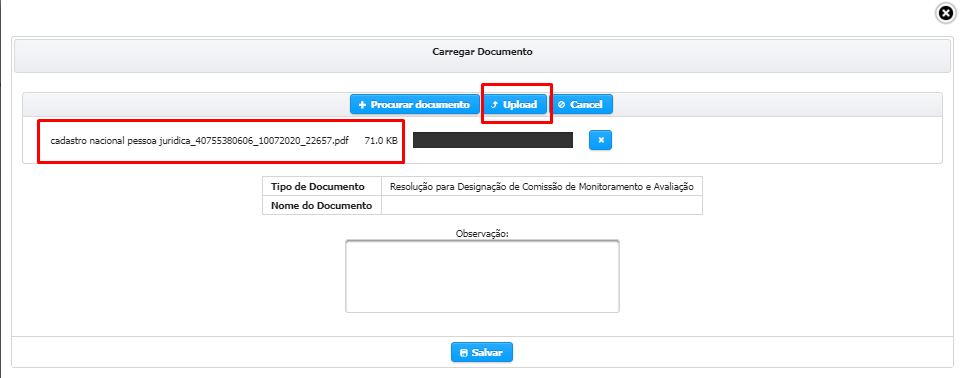 Carregar Documento
Procurar documento Upload Cancel
cadastro nacional pessoa juridica_40755380606_10072020_22657.pdf 71.0 KB
Tipo de Documento Resolução para Designação de Comissão de Monitoramento e Avaliação
Nome do Documento
Observação:
Salvar